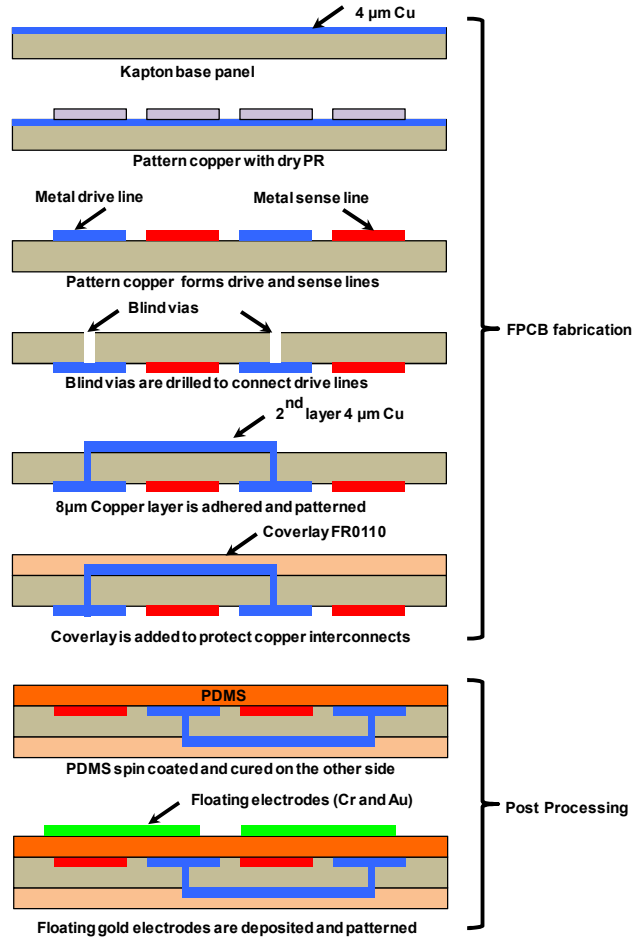 4 µm Cu
Kapton base panel
Pattern copper with dry PR
Metal drive line
Metal sense line
Pattern copper forms drive and sense lines
Blind vias
Blind vias are drilled to connect drive lines
2nd layer 4 µm Cu
8µm Copper layer is adhered and patterned
Coverlay FR0110
Coverlay is added to protect copper interconnects
FPCB fabrication
PDMS
PDMS spin coated and cured on the other side
Floating electrodes (Cr and Au)
Floating gold electrodes are deposited and patterned
Post Processing